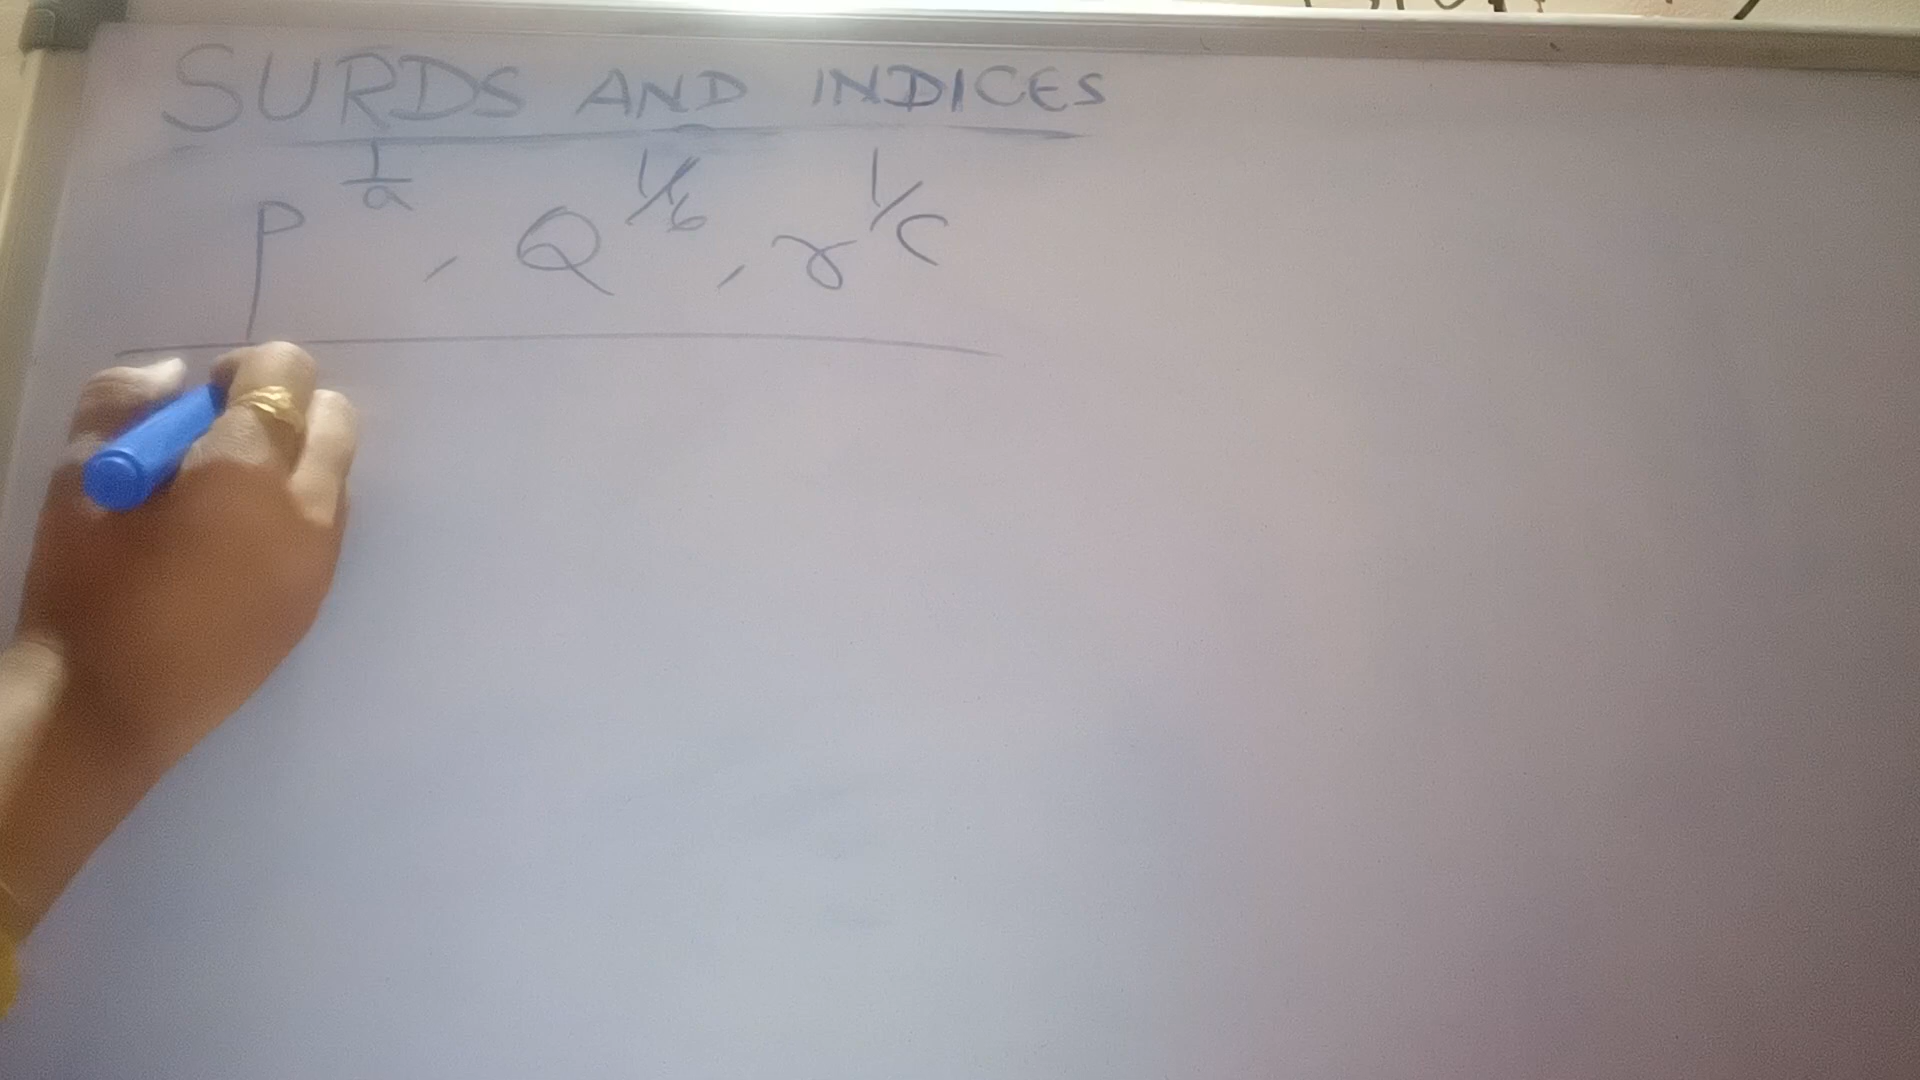 SURDS AND INDICES
P^1/a, Q^1/b, r^1/c